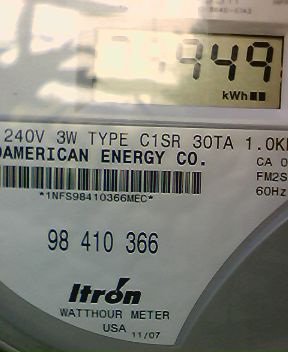 949
kWh
240V 3W TYPE C1SR 30TA 1.0K
AMERICAN ENERGY CO.
CA 0
FM2S
*1NFS98410366MEC*
60Hz
98 410 366
Itron
WATTHOUR METER
USA 11/07